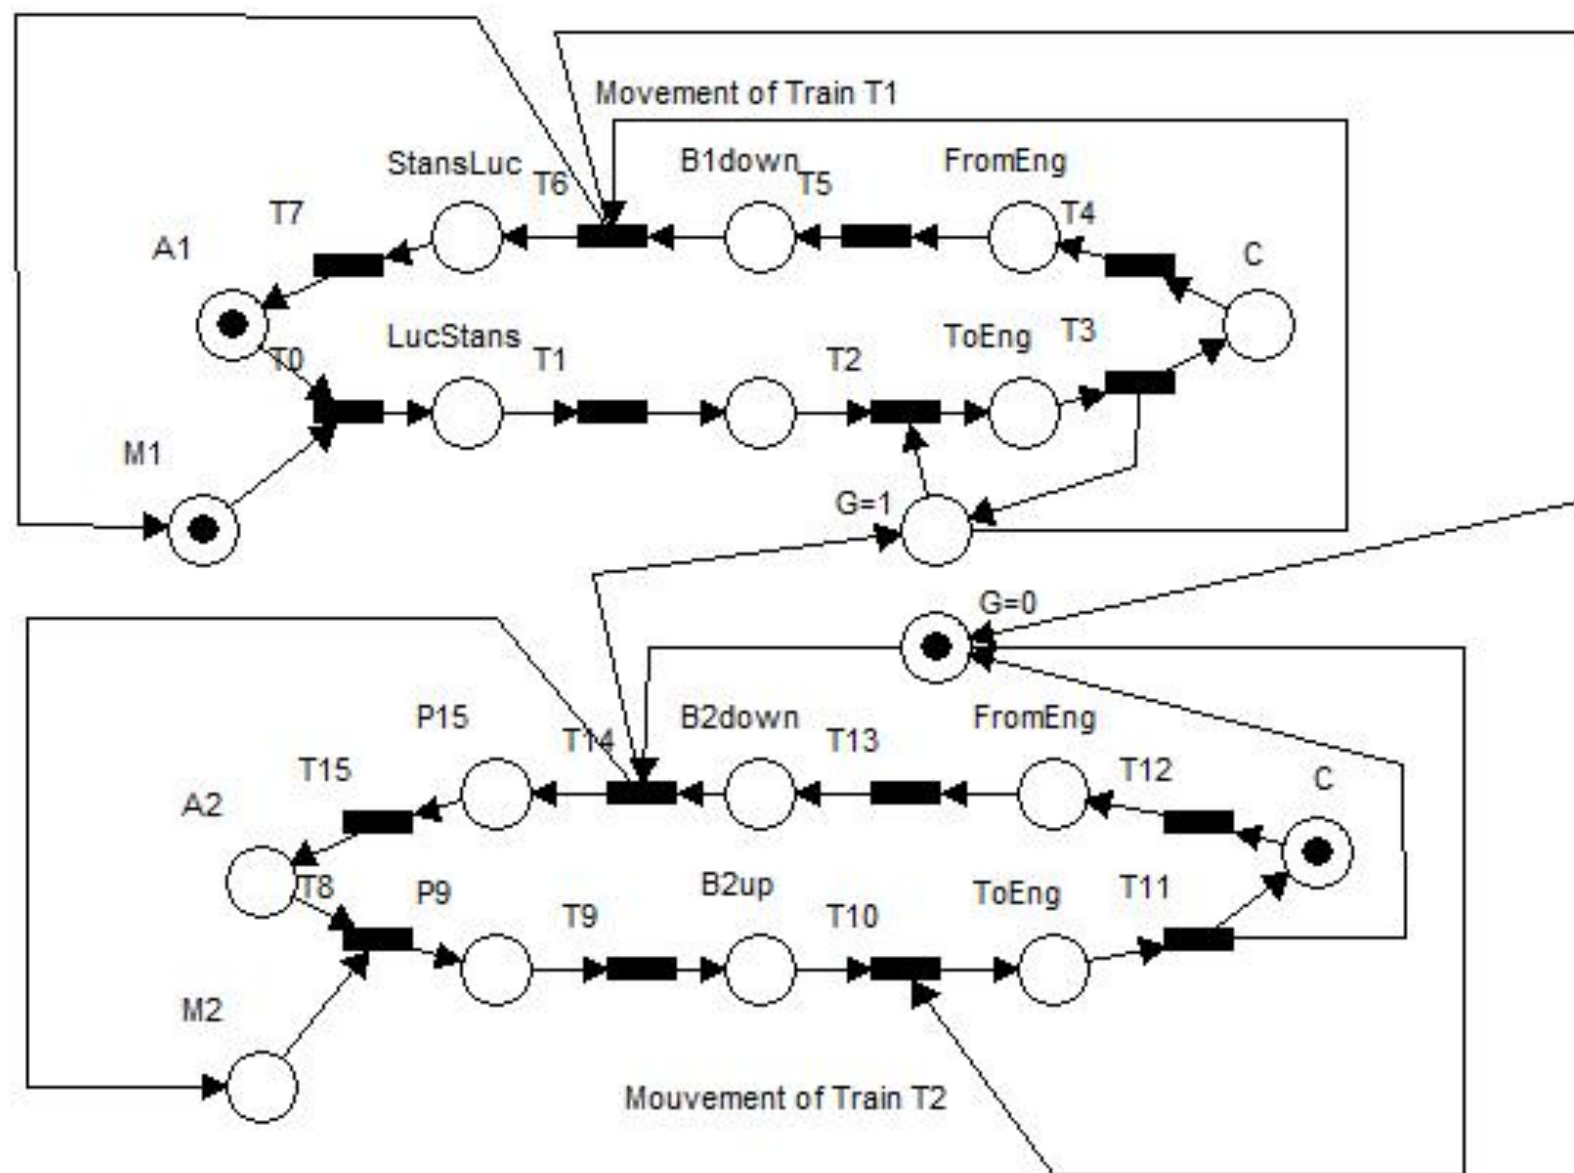 Movement of Train T1
StansLuc
T6
B1down
T5
FromEng
T7
T4
A1
C
T0
LucStans
T1
T2
ToEng
T3
M1
G=1
G=0
P15
T14
B2down
T13
FromEng
T15
T12
C
A2
T8
P9
T9
B2up
T10
ToEng
T11
M2
Mouvement of Train T2